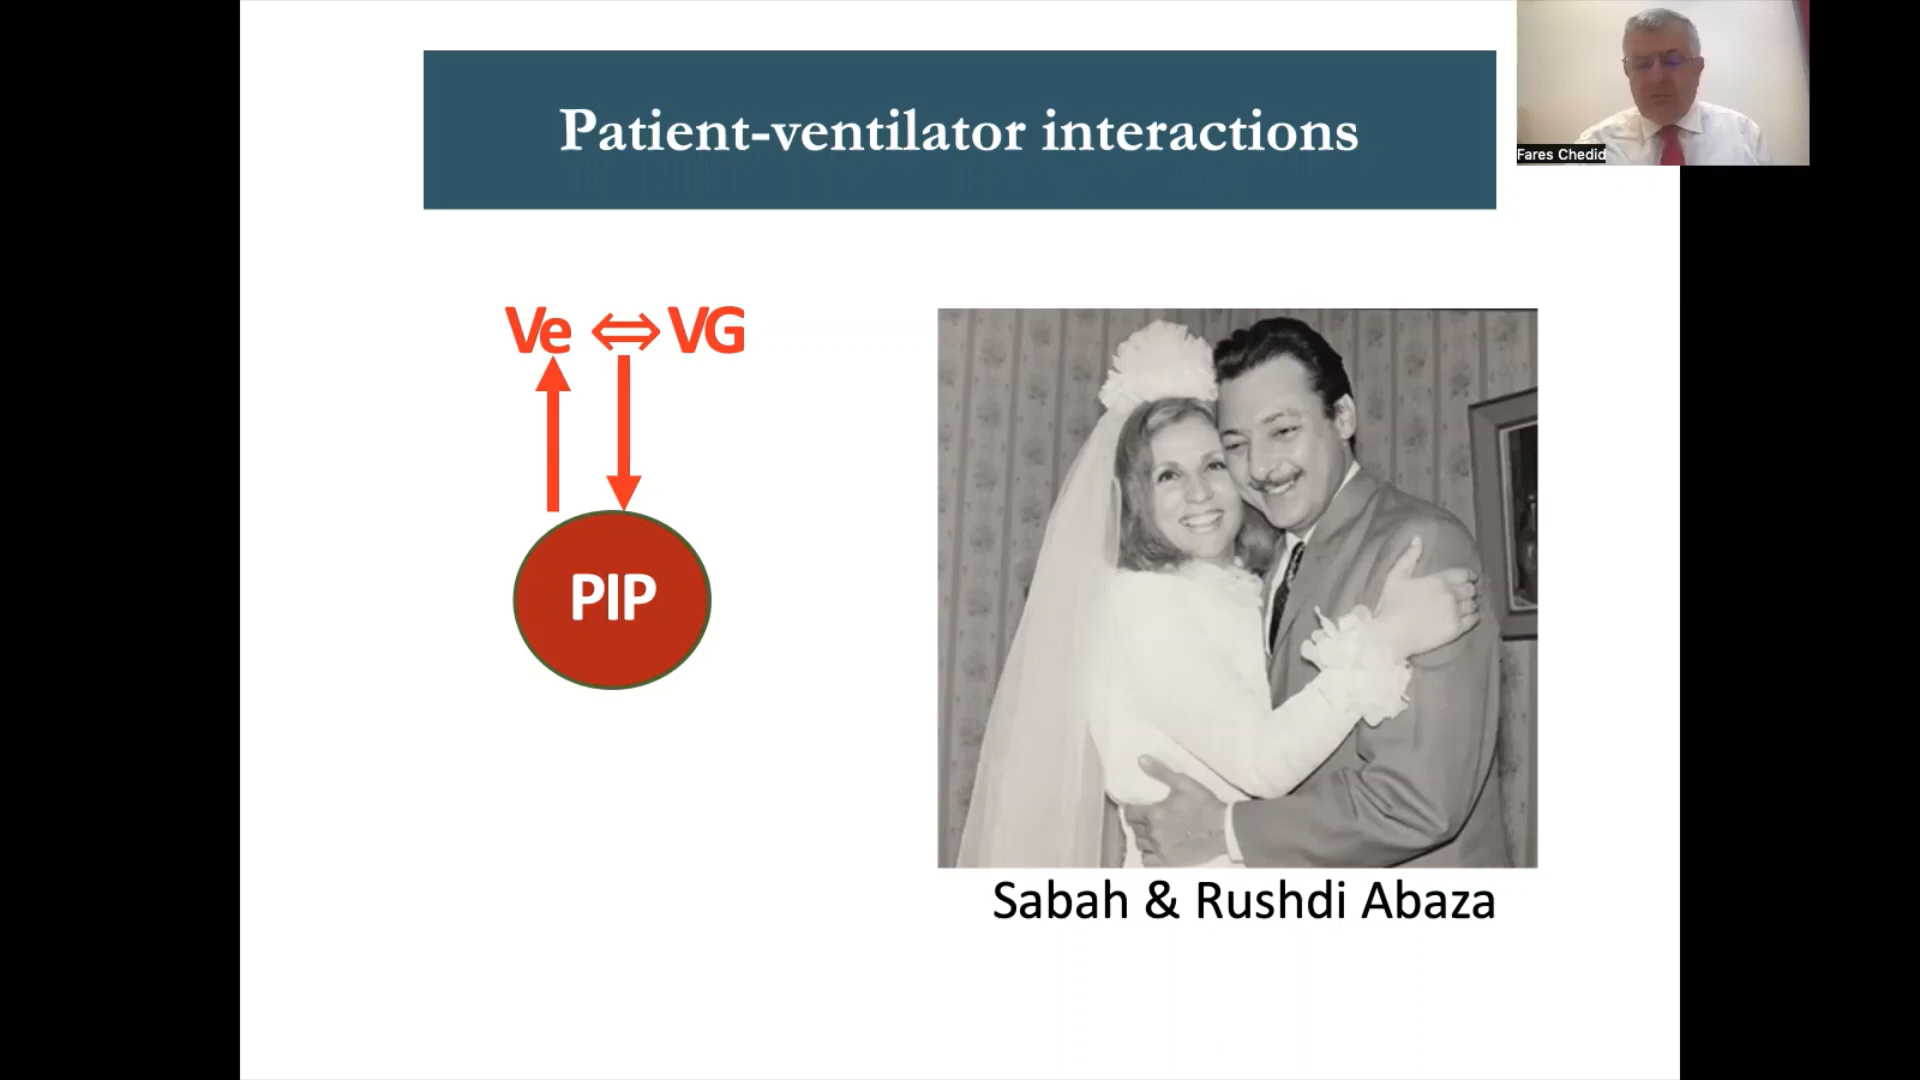 Patient-ventilator interactions
Fares Chedid
Ve ⇔ VG
PIP
Sabah & Rushdi Abaza